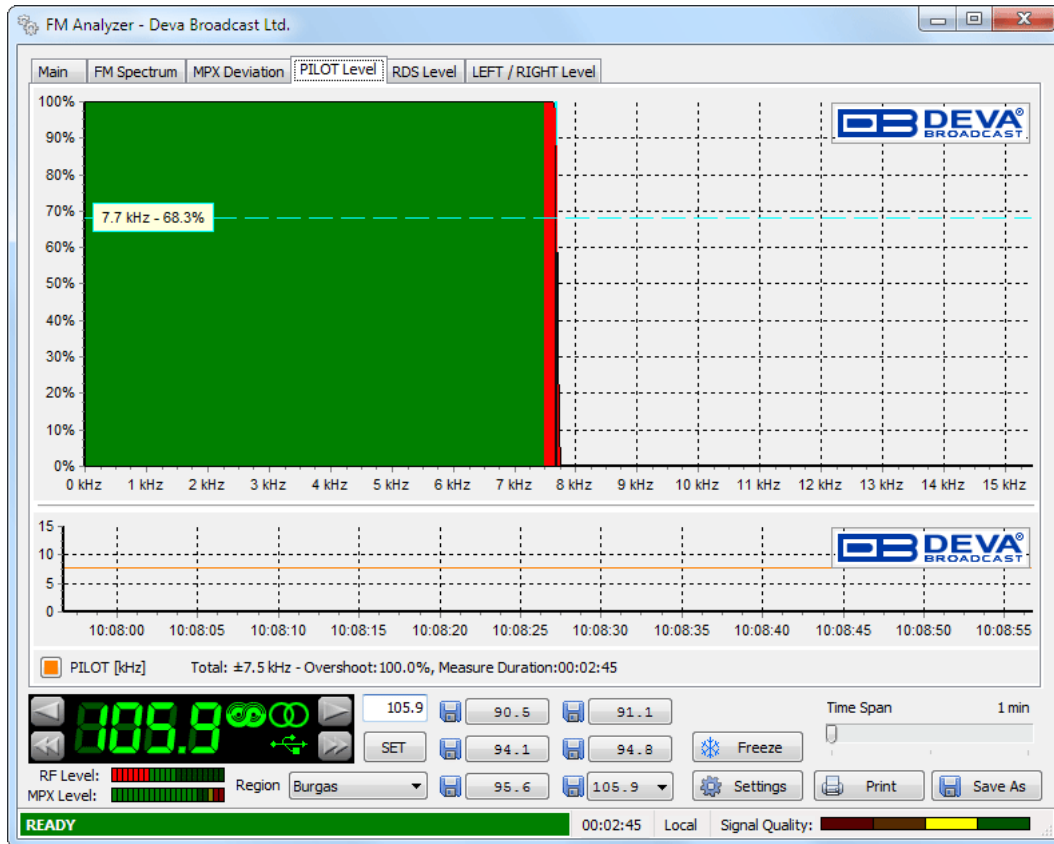 FM Analyzer - Deva Broadcast Ltd.
Main FM Spectrum MPX Deviation PILOT Level RDS Level LEFT / RIGHT Level
100%
DEVA®
BROADCAST
90%
80%
70%
7.7 kHz - 68.3%
60%
50%
40%
30%
20%
10%
0%
0 kHz 1 kHz 2 kHz 3 kHz 4 kHz 5 kHz 6 kHz 7 kHz 8 kHz 9 kHz 10 kHz 11 kHz 12 kHz 13 kHz 14 kHz 15 kHz
15
DEVA®
BROADCAST
10
5
0
10:08:00 10:08:05 10:08:10 10:08:15 10:08:20 10:08:25 10:08:30 10:08:35 10:08:40 10:08:45 10:08:50 10:08:55
PILOT [kHz] Total: ±7.5 kHz - Overshoot:100.0%, Measure Duration:00:02:45
105.9 105.9 90.5 91.1 Time Span 1 min
SET 94.1 94.8 Freeze
RF Level:
MPX Level:
Region Burgas 95.6 105.9 Settings Print Save As
READY 00:02:45 Local Signal Quality: